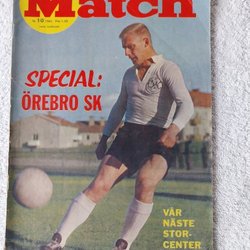 Match
SPECIAL:
ÖREBRO SK
VÅR
NÄSTE
STOR-
CENTER